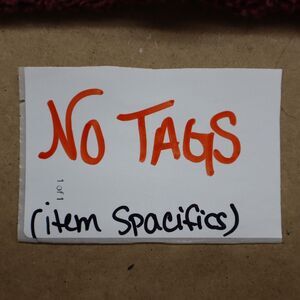 NO TAGS
1 of 1
(item Spacifics)